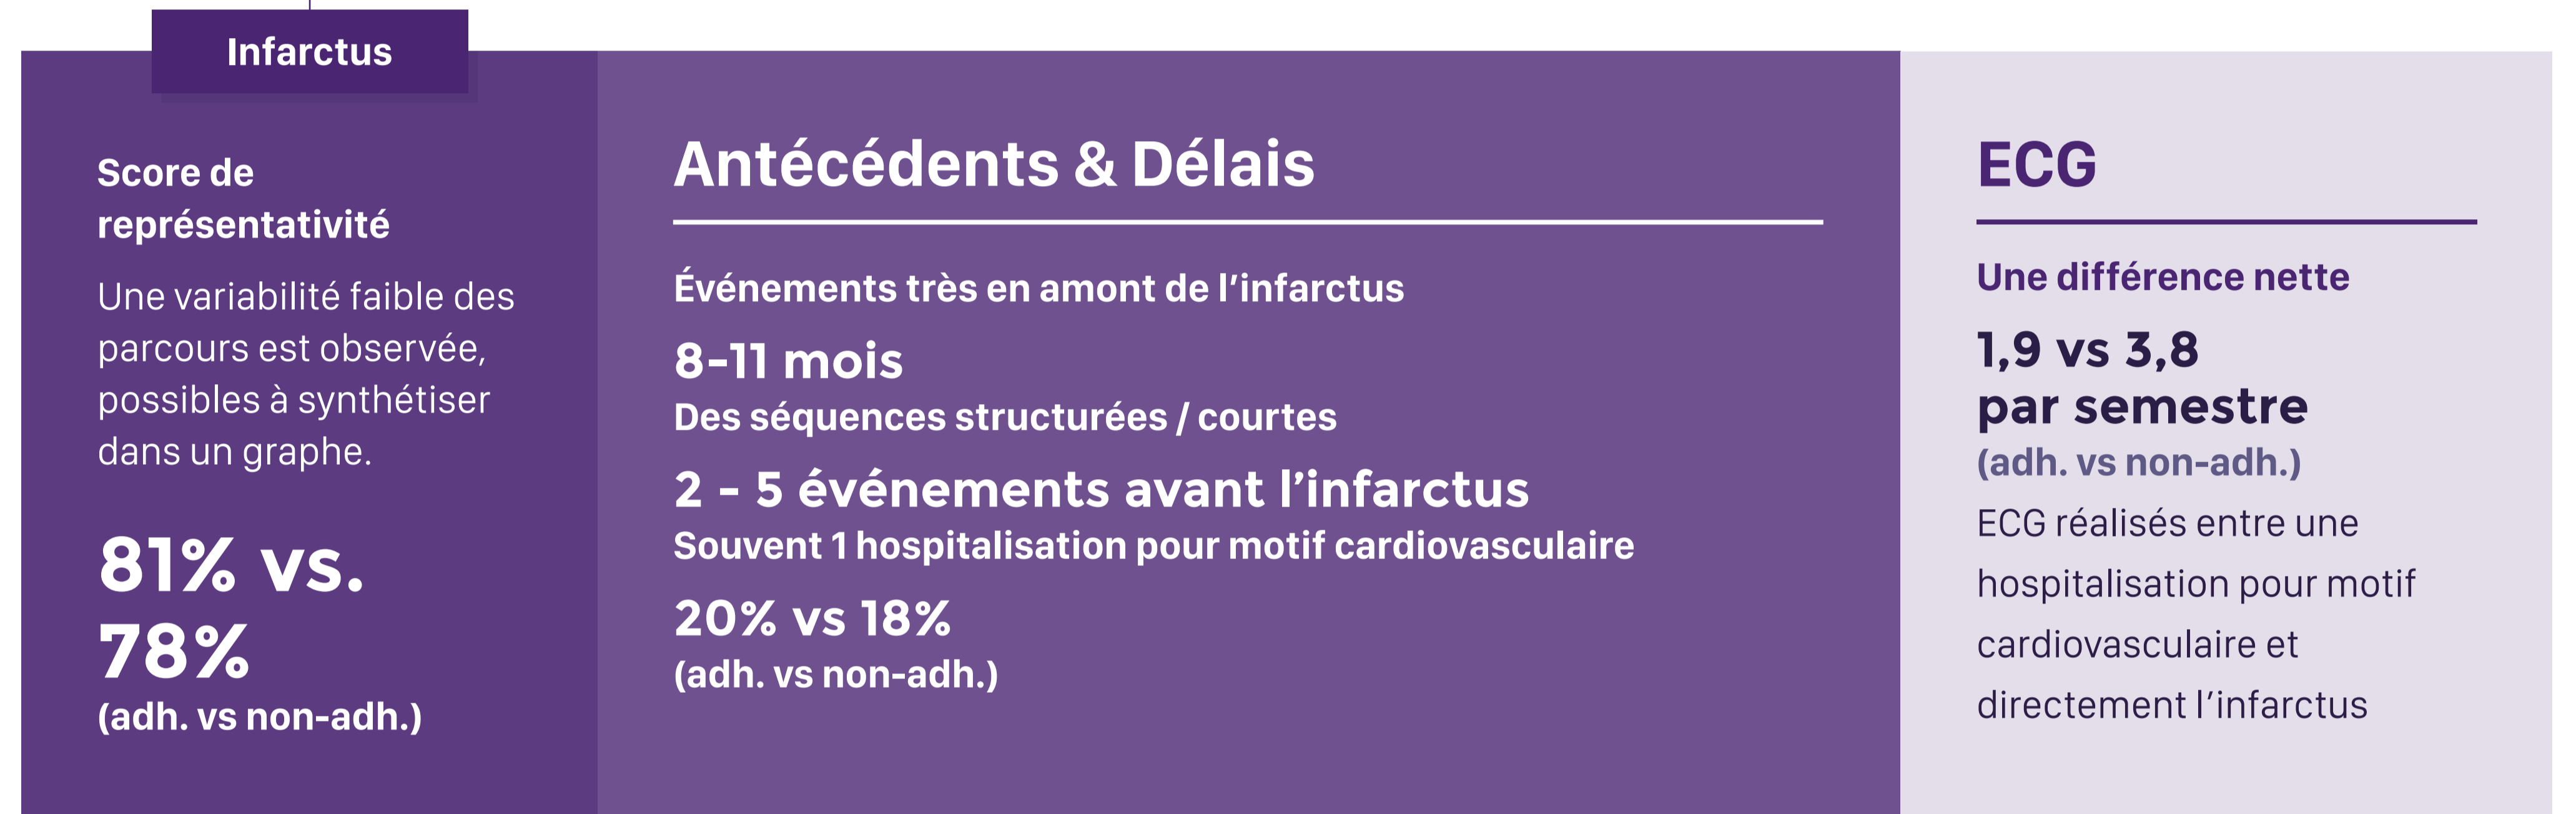 Infarctus
Score de
représentativité
Une variabilité faible des
parcours est observée,
possibles à synthétiser
dans un graphe.
81% vs.
78%
(adh. vs non-adh.)
Antécédents & Délais
Événements très en amont de l’infarctus
8-11 mois
Des séquences structurées / courtes
2 - 5 événements avant l’infarctus
Souvent 1 hospitalisation pour motif cardiovasculaire
20% vs 18%
(adh. vs non-adh.)
ECG
Une différence nette
1,9 vs 3,8
par semestre
(adh. vs non-adh.)
ECG réalisés entre une
hospitalisation pour motif
cardiovasculaire et
directement l’infarctus